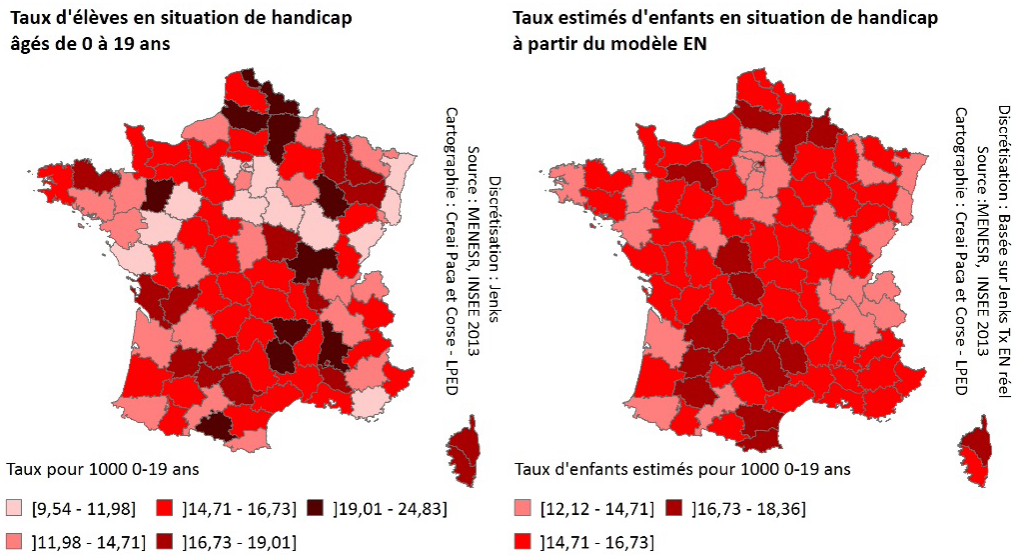 Taux d'élèves en situation de handicap
âgés de 0 à 19 ans
Discrétisation : Jenks
Source : MENESR, INSEE 2013
Cartographie : Creai Paca et Corse - LPED
Taux pour 1000 0-19 ans
[9,54 - 11,98]
]14,71 - 16,73]
]19,01 - 24,83]
]11,98 - 14,71]
]16,73 - 19,01]
Taux estimés d'enfants en situation de handicap
à partir du modèle EN
Discrétisation : Basée sur Jenks Tx EN réel
Source :MENESR, INSEE 2013
Cartographie : Creai Paca et Corse - LPED
Taux d'enfants estimés pour 1000 0-19 ans
[12,12 - 14,71]
]16,73 - 18,36]
]14,71 - 16,73]